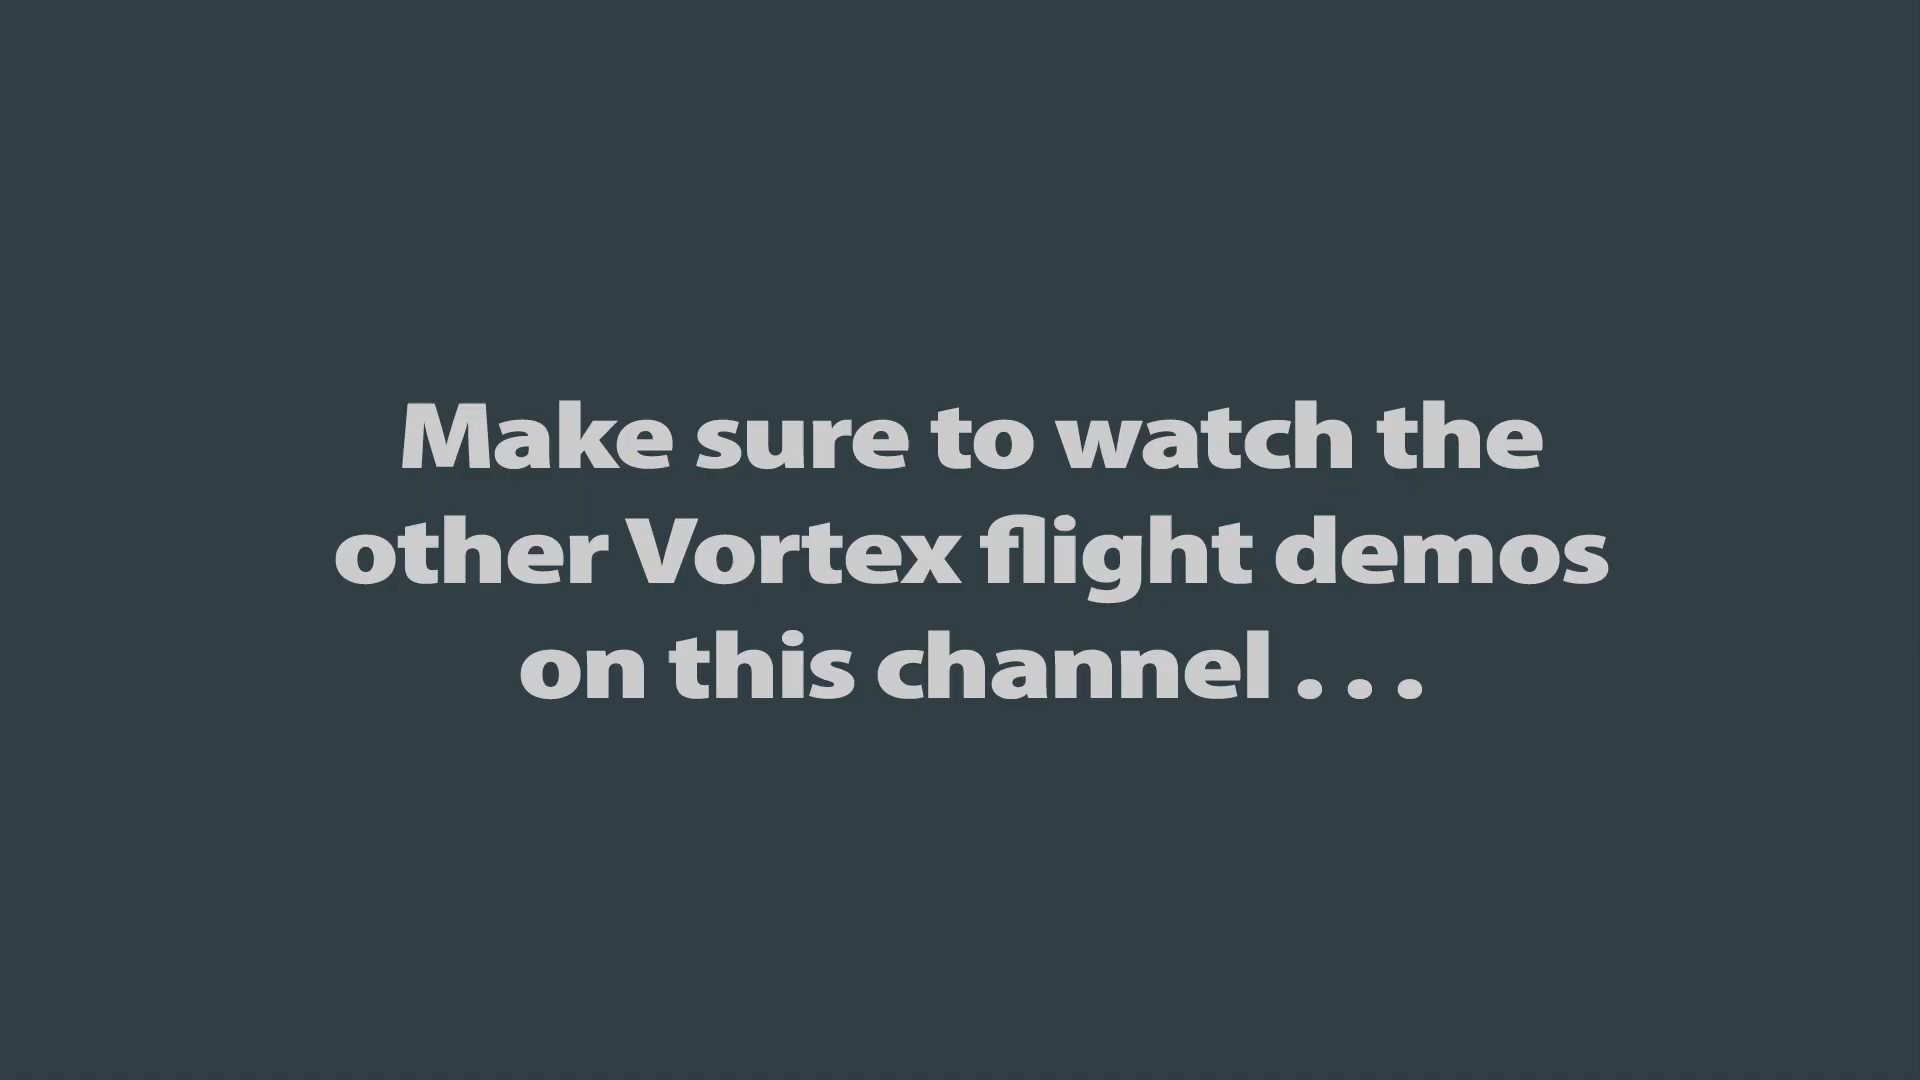 Make sure to watch the
other Vortex flight demos
on this channel . . .